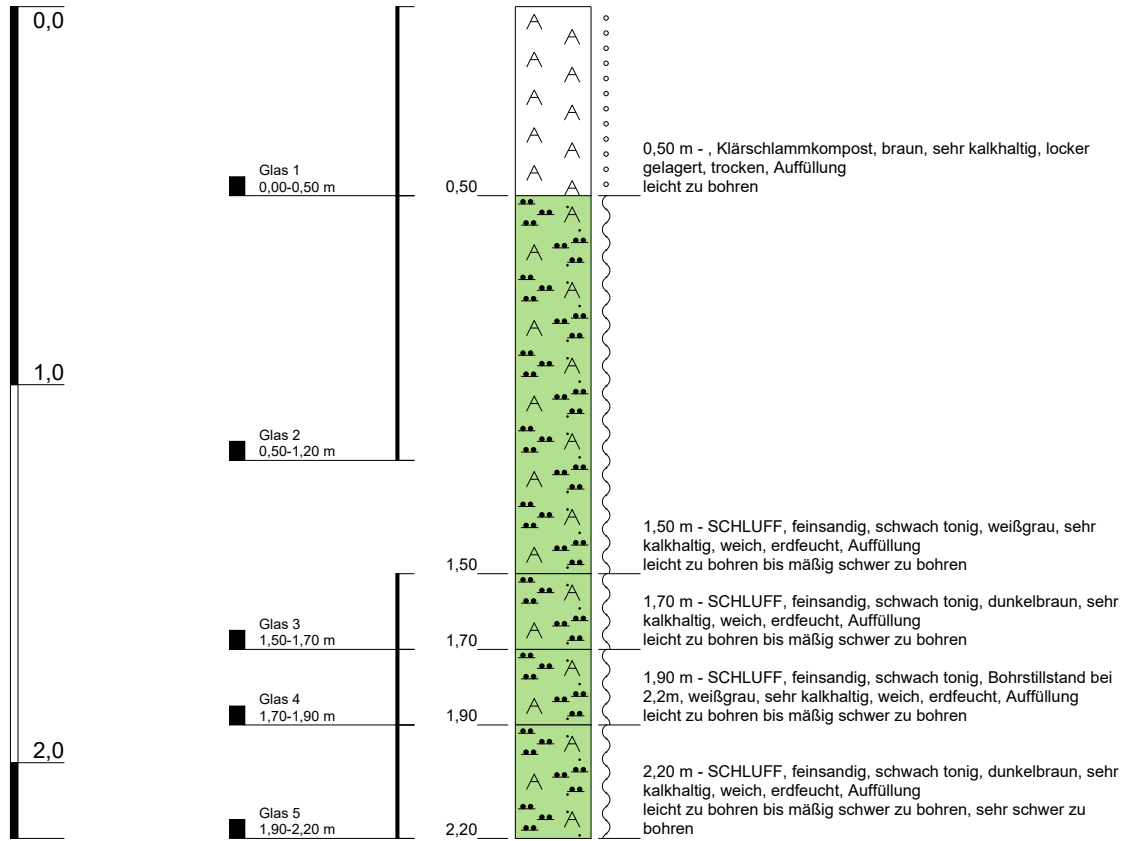 0,0
Glas 1
0,00-0,50 m
0,50
0,50 m - , Klärschlammkompost, braun, sehr kalkhaltig, locker
gelagert, trocken, Auffüllung
leicht zu bohren
1,0
Glas 2
0,50-1,20 m
1,50
1,50 m - SCHLUFF, feinsandig, schwach tonig, weißgrau, sehr
kalkhaltig, weich, erdfeucht, Auffüllung
leicht zu bohren bis mäßig schwer zu bohren
Glas 3
1,50-1,70 m
1,70
1,70 m - SCHLUFF, feinsandig, schwach tonig, dunkelbraun, sehr
kalkhaltig, weich, erdfeucht, Auffüllung
leicht zu bohren bis mäßig schwer zu bohren
Glas 4
1,70-1,90 m
1,90
1,90 m - SCHLUFF, feinsandig, schwach tonig, Bohrstillstand bei
2,2m, weißgrau, sehr kalkhaltig, weich, erdfeucht, Auffüllung
leicht zu bohren bis mäßig schwer zu bohren
2,0
Glas 5
1,90-2,20 m
2,20
2,20 m - SCHLUFF, feinsandig, schwach tonig, dunkelbraun, sehr
kalkhaltig, weich, erdfeucht, Auffüllung
leicht zu bohren bis mäßig schwer zu bohren, sehr schwer zu
bohren